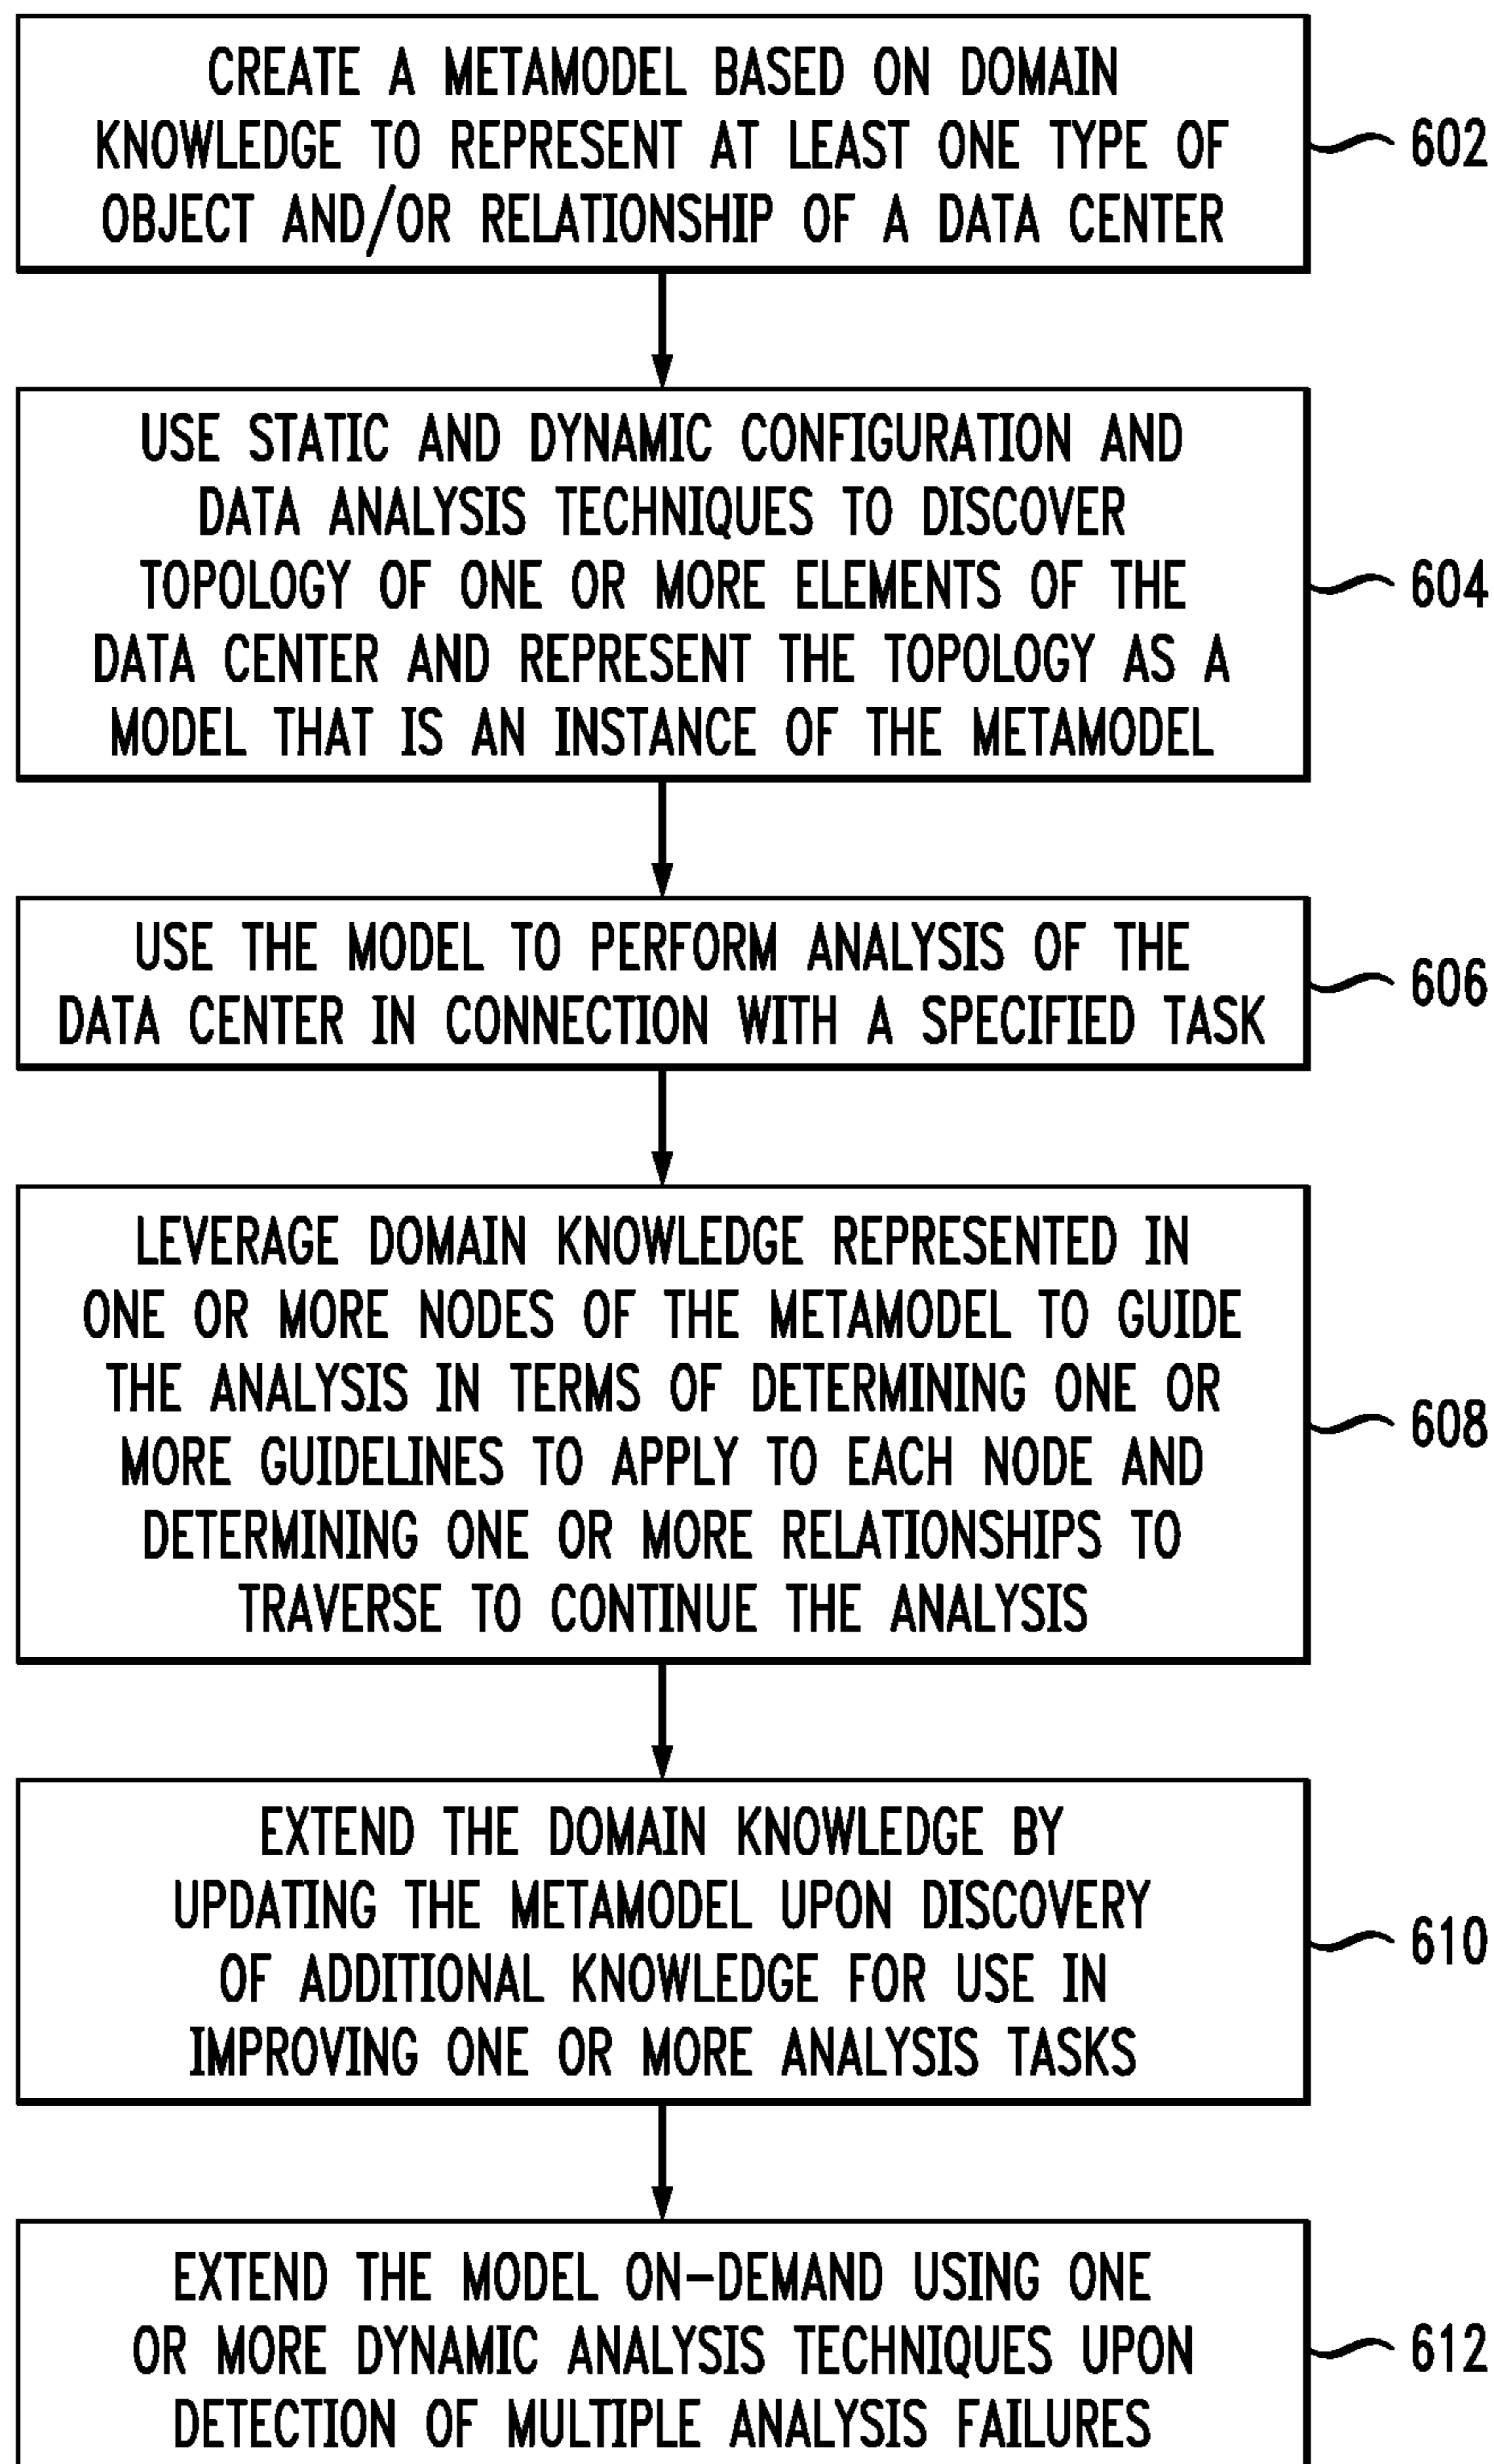 CREATE A METAMODEL BASED ON DOMAIN
KNOWLEDGE TO REPRESENT AT LEAST ONE TYPE OF
OBJECT AND/OR RELATIONSHIP OF A DATA CENTER
602
USE STATIC AND DYNAMIC CONFIGURATION AND
DATA ANALYSIS TECHNIQUES TO DISCOVER
TOPOLOGY OF ONE OR MORE ELEMENTS OF THE
DATA CENTER AND REPRESENT THE TOPOLOGY AS A
MODEL THAT IS AN INSTANCE OF THE METAMODEL
604
USE THE MODEL TO PERFORM ANALYSIS OF THE
DATA CENTER IN CONNECTION WITH A SPECIFIED TASK
606
LEVERAGE DOMAIN KNOWLEDGE REPRESENTED IN
ONE OR MORE NODES OF THE METAMODEL TO GUIDE
THE ANALYSIS IN TERMS OF DETERMINING ONE OR
MORE GUIDELINES TO APPLY TO EACH NODE AND
DETERMINING ONE OR MORE RELATIONSHIPS TO
TRAVERSE TO CONTINUE THE ANALYSIS
608
EXTEND THE DOMAIN KNOWLEDGE BY
UPDATING THE METAMODEL UPON DISCOVERY
OF ADDITIONAL KNOWLEDGE FOR USE IN
IMPROVING ONE OR MORE ANALYSIS TASKS
610
EXTEND THE MODEL ON-DEMAND USING ONE
OR MORE DYNAMIC ANALYSIS TECHNIQUES UPON
DETECTION OF MULTIPLE ANALYSIS FAILURES
612